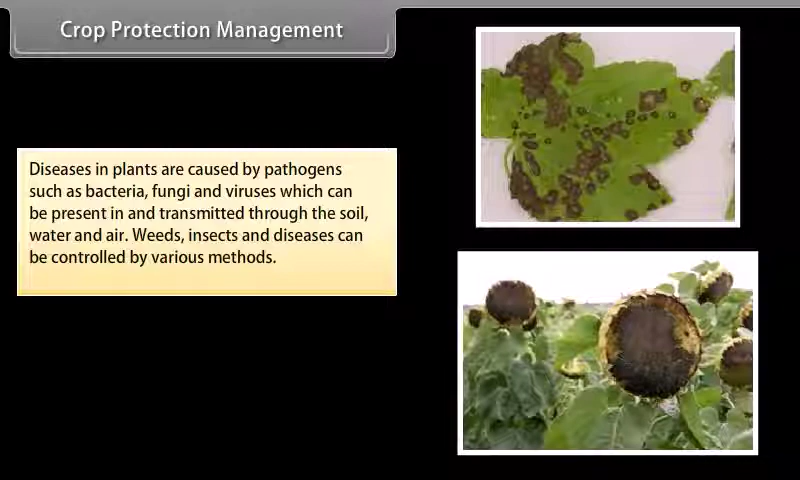 Crop Protection Management
Diseases in plants are caused by pathogens
such as bacteria, fungi and viruses which can
be present in and transmitted through the soil,
water and air. Weeds, insects and diseases can
be controlled by various methods.